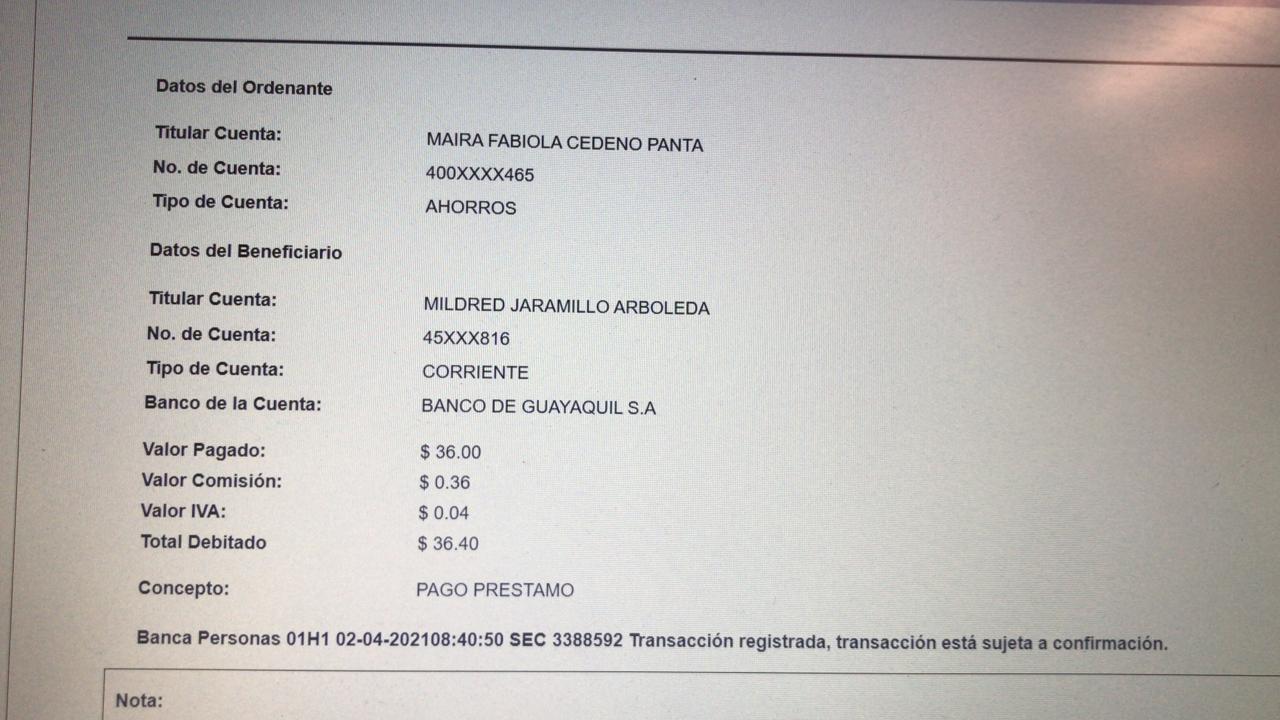 Datos del Ordenante
Titular Cuenta: MAIRA FABIOLA CEDENO PANTA
No. de Cuenta: 400XXXX465
Tipo de Cuenta: AHORROS
Datos del Beneficiario
Titular Cuenta: MILDRED JARAMILLO ARBOLEDA
No. de Cuenta: 45XXX816
Tipo de Cuenta: CORRIENTE
Banco de la Cuenta: BANCO DE GUAYAQUIL S.A
Valor Pagado: $ 36.00
Valor Comisión: $ 0.36
Valor IVA: $ 0.04
Total Debitado $ 36.40
Concepto: PAGO PRESTAMO
Banca Personas 01H1 02-04-202108:40:50 SEC 3388592 Transacción registrada, transacción está sujeta a confirmación.
Nota: